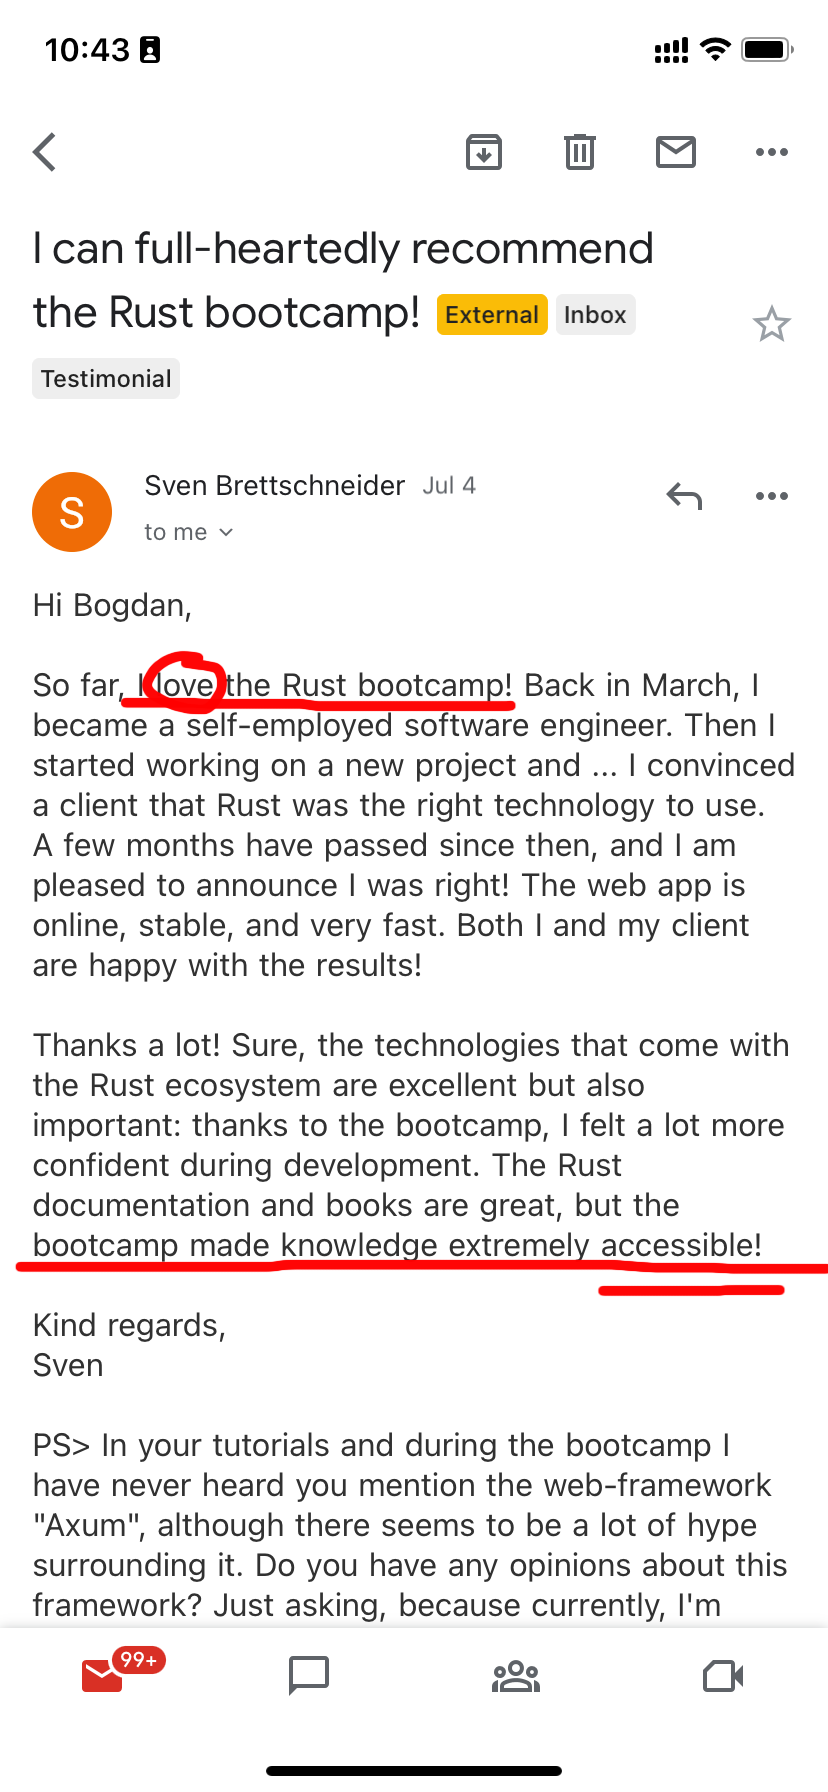 10:43
I can full-heartedly recommend
the Rust bootcamp! External Inbox
Testimonial
S
Sven Brettschneider Jul 4
to me
Hi Bogdan,
So far, I love the Rust bootcamp! Back in March, I
became a self-employed software engineer. Then I
started working on a new project and ... I convinced
a client that Rust was the right technology to use.
A few months have passed since then, and I am
pleased to announce I was right! The web app is
online, stable, and very fast. Both I and my client
are happy with the results!
Thanks a lot! Sure, the technologies that come with
the Rust ecosystem are excellent but also
important: thanks to the bootcamp, I felt a lot more
confident during development. The Rust
documentation and books are great, but the
bootcamp made knowledge extremely accessible!
Kind regards,
Sven
PS> In your tutorials and during the bootcamp I
have never heard you mention the web-framework
"Axum", although there seems to be a lot of hype
surrounding it. Do you have any opinions about this
framework? Just asking, because currently, I'm
99+